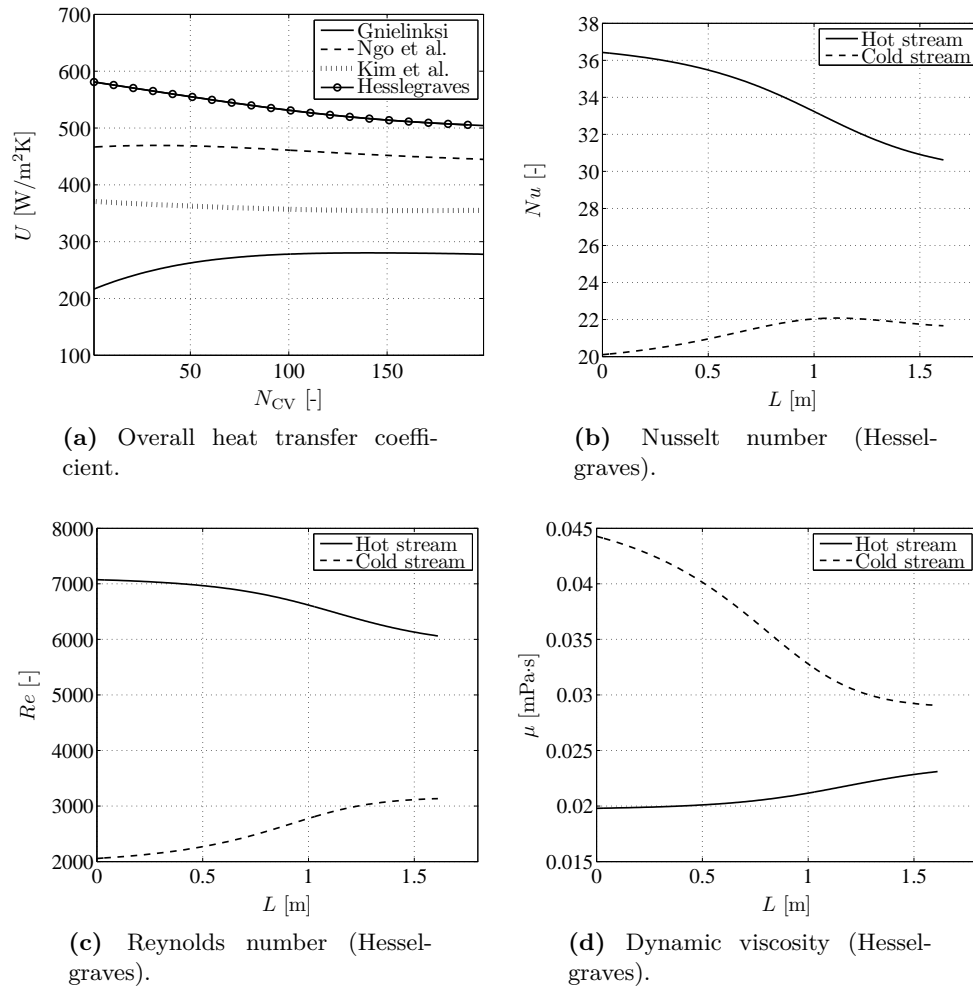 700
600
500
400
300
200
100
U [W/m²K]
Gnielinksi
Ngo et al.
Kim et al.
Hesslegraves
50
100
150
N_CV [-]
(a) Overall heat transfer coeffi-
cient.
38
36
34
32
30
28
26
24
22
20
Nu [-]
Hot stream
Cold stream
0
0.5
1
1.5
L [m]
(b) Nusselt number (Hessel-
graves).
8000
7000
6000
5000
4000
3000
2000
Re [-]
Hot stream
Cold stream
0
0.5
1
1.5
L [m]
(c) Reynolds number (Hessel-
graves).
0.045
0.04
0.035
0.03
0.025
0.02
0.015
μ [mPa·s]
Hot stream
Cold stream
0
0.5
1
1.5
L [m]
(d) Dynamic viscosity (Hessel-
graves).